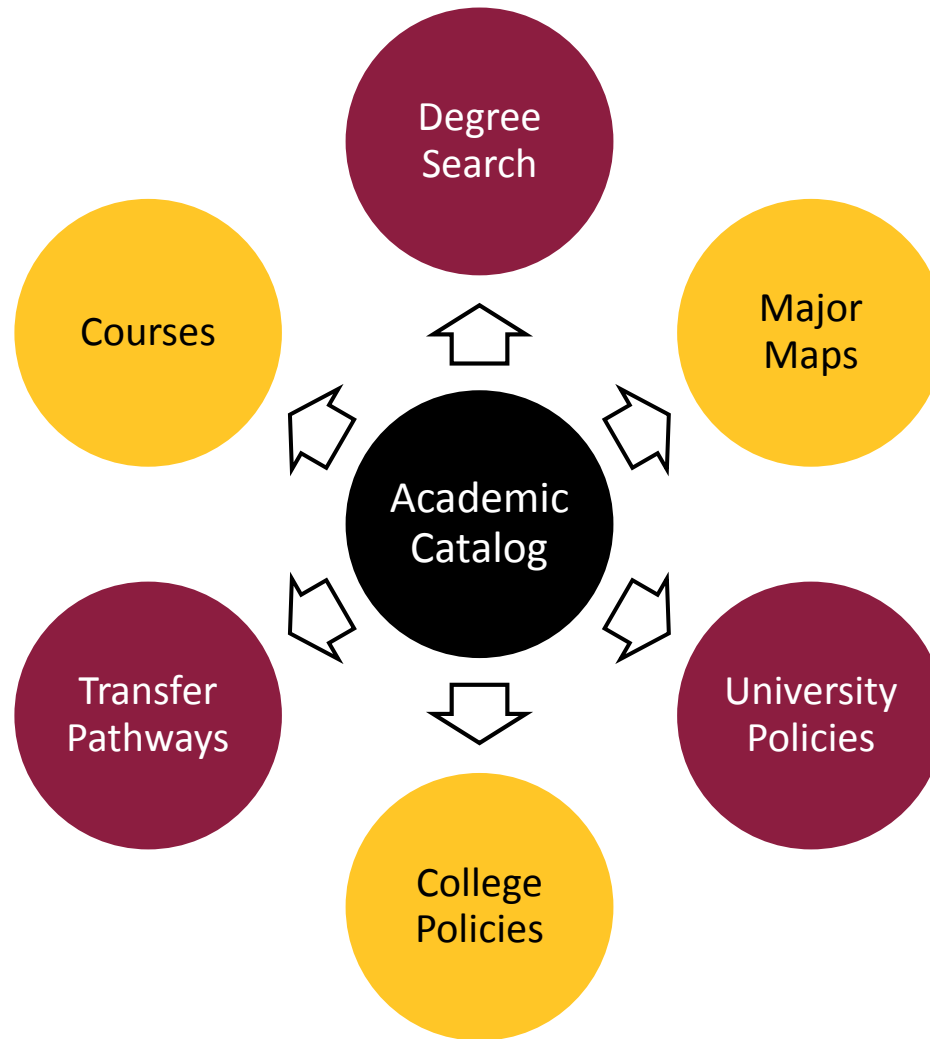 Degree
Search
Courses
Major
Maps
Academic
Catalog
Transfer
Pathways
University
Policies
College
Policies